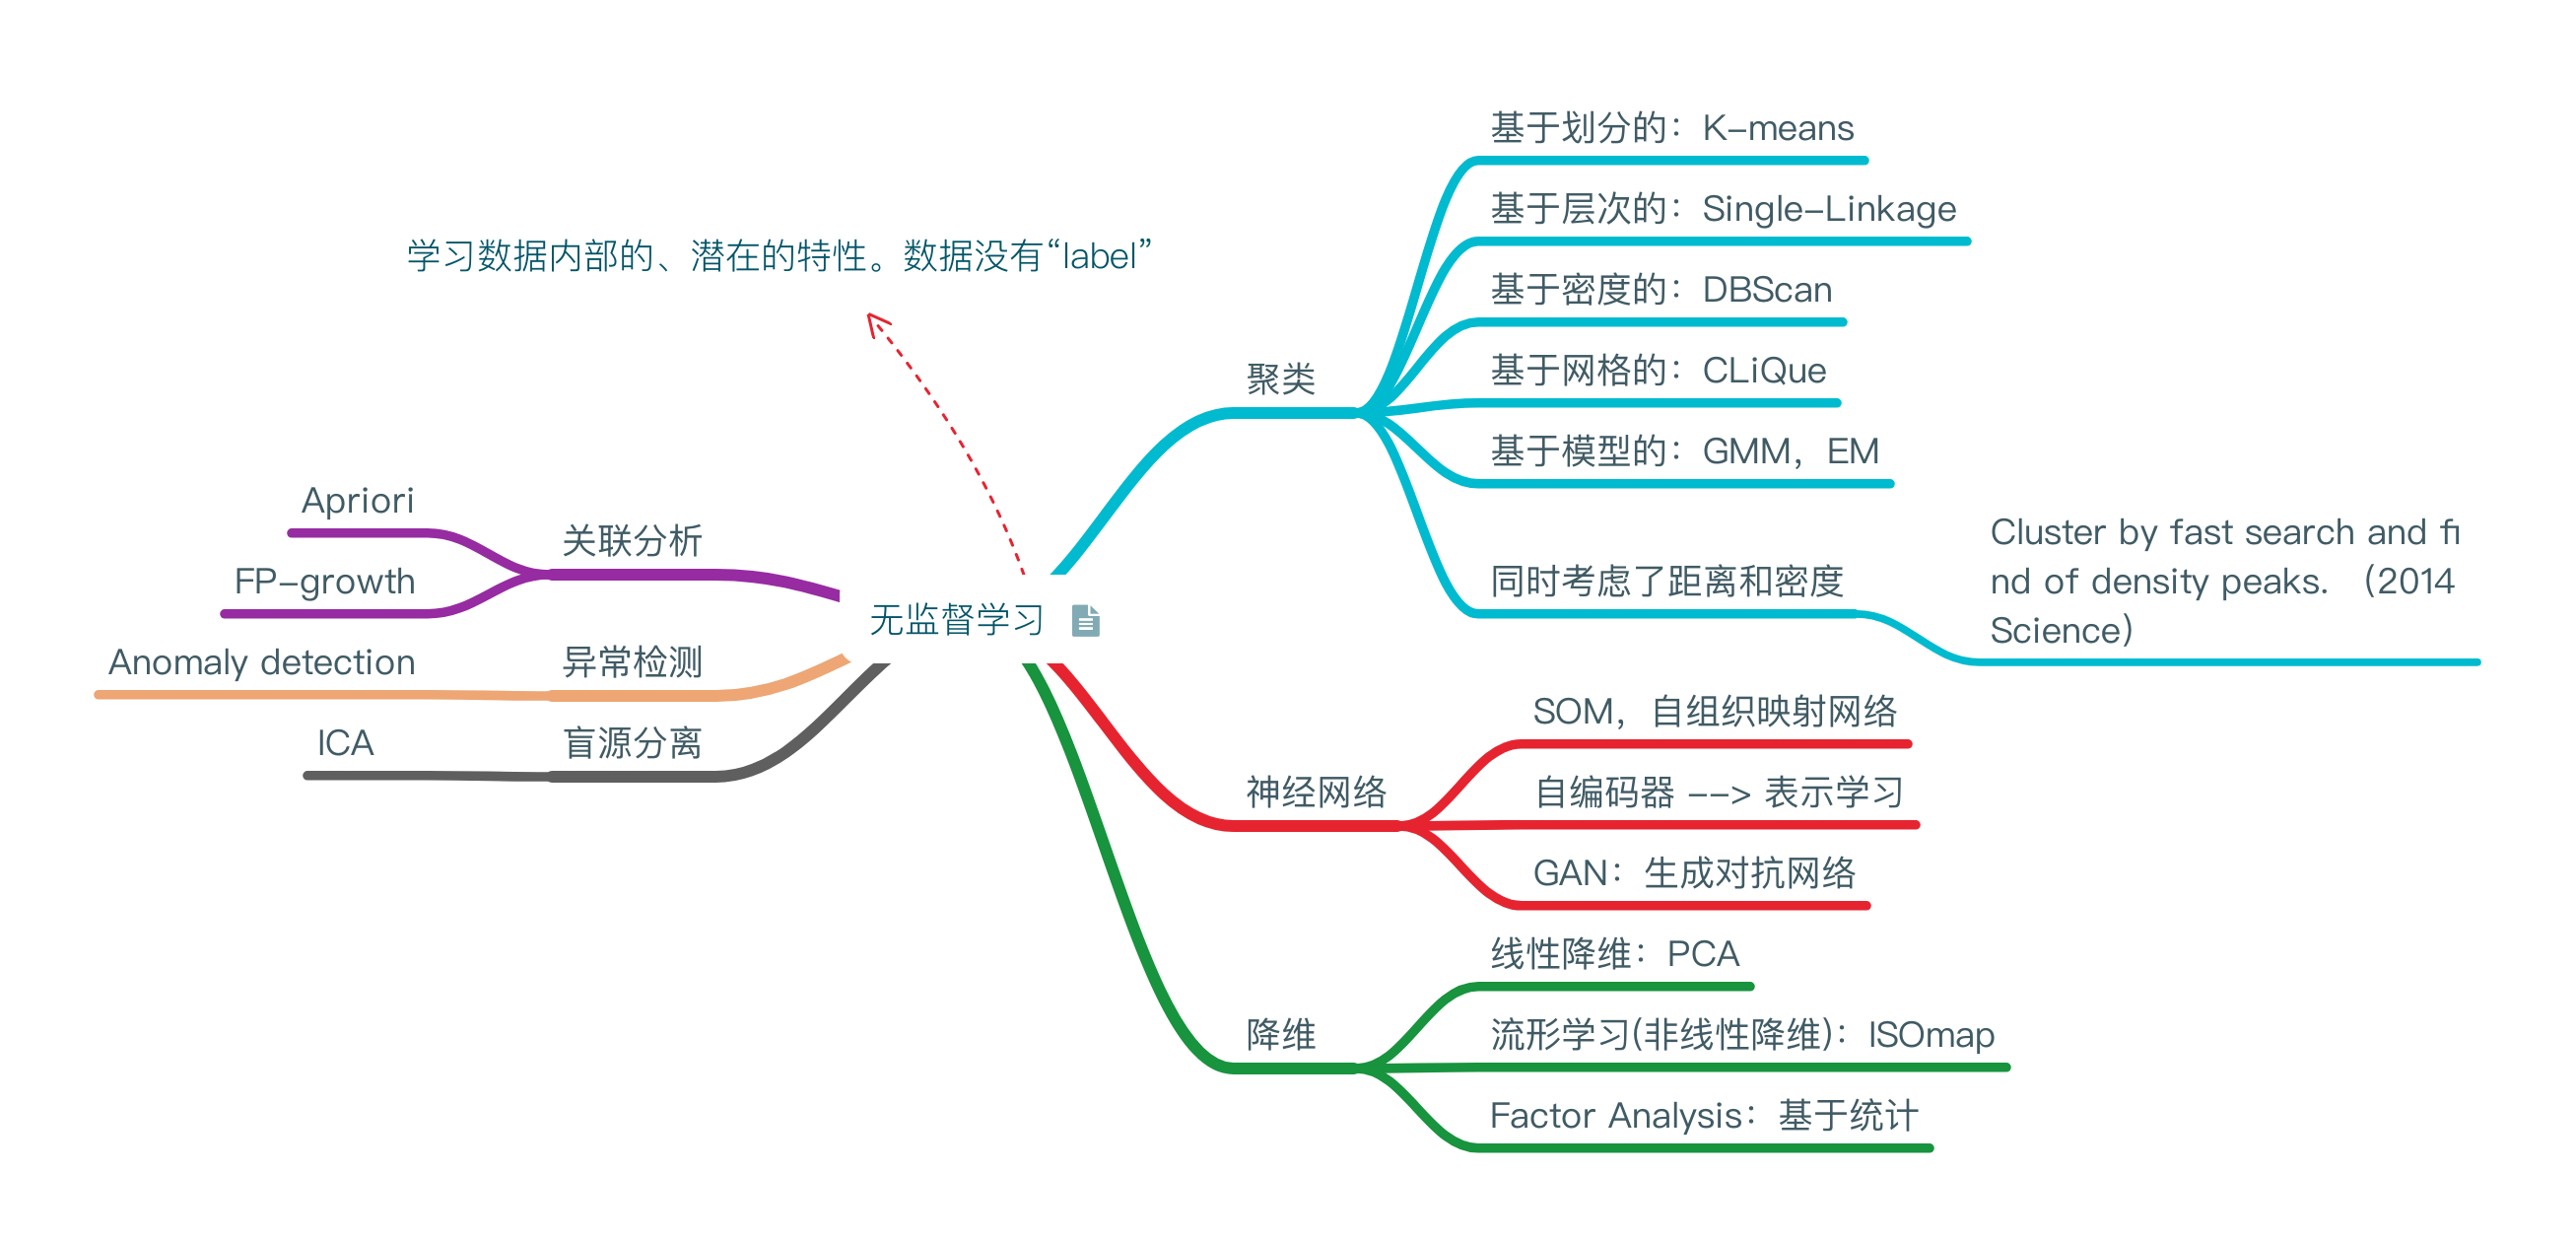 学习数据内部的、潜在的特性。数据没有“label”
无监督学习
聚类
基于划分的：K-means
基于层次的：Single-Linkage
基于密度的：DBScan
基于网格的：CLiQue
基于模型的：GMM，EM
同时考虑了距离和密度
Cluster by fast search and fi
nd of density peaks. （2014
Science)
神经网络
SOM，自组织映射网络
自编码器 --> 表示学习
GAN：生成对抗网络
降维
线性降维：PCA
流形学习(非线性降维)：ISOmap
Factor Analysis：基于统计
关联分析
Apriori
FP-growth
异常检测
Anomaly detection
盲源分离
ICA